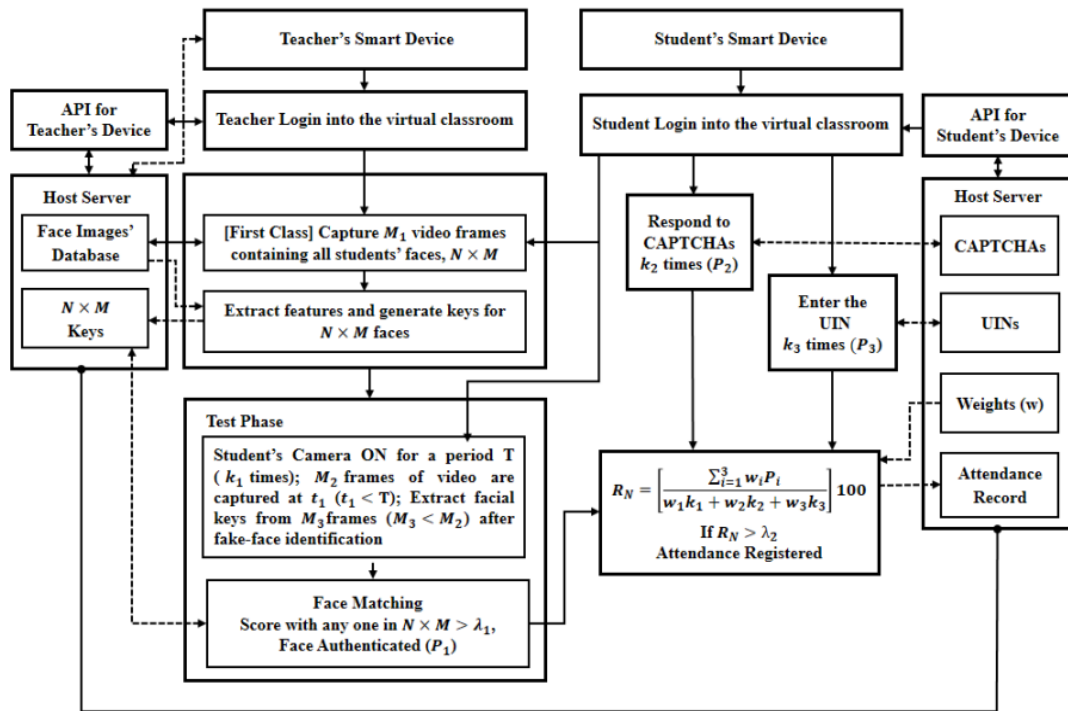 Teacher's Smart Device
Student's Smart Device
API for
Teacher's Device
Teacher Login into the virtual classroom
Student Login into the virtual classroom
API for
Student's Device
Host Server
Face Images'
Database
N × M
Keys
[First Class] Capture M₁ video frames
containing all students' faces, N × M
Extract features and generate keys for
N × M faces
Respond to
CAPTCHAs
k₂ times (P₂)
Enter the
UIN
k₃ times (P₃)
Host Server
CAPTCHAs
UINs
Weights (w)
Attendance
Record
Test Phase
Student's Camera ON for a period T
( k₁ times); M₂ frames of video are
captured at t₁ (t₁ < T); Extract facial
keys from M₃ frames (M₃ < M₂) after
fake-face identification
Face Matching
Score with any one in N × M > λ₁,
Face Authenticated (P₁)
R_N = [∑³ᵢ₌₁ wᵢPᵢ / (w₁k₁ + w₂k₂ + w₃k₃)] 100
If R_N > λ₂
Attendance Registered